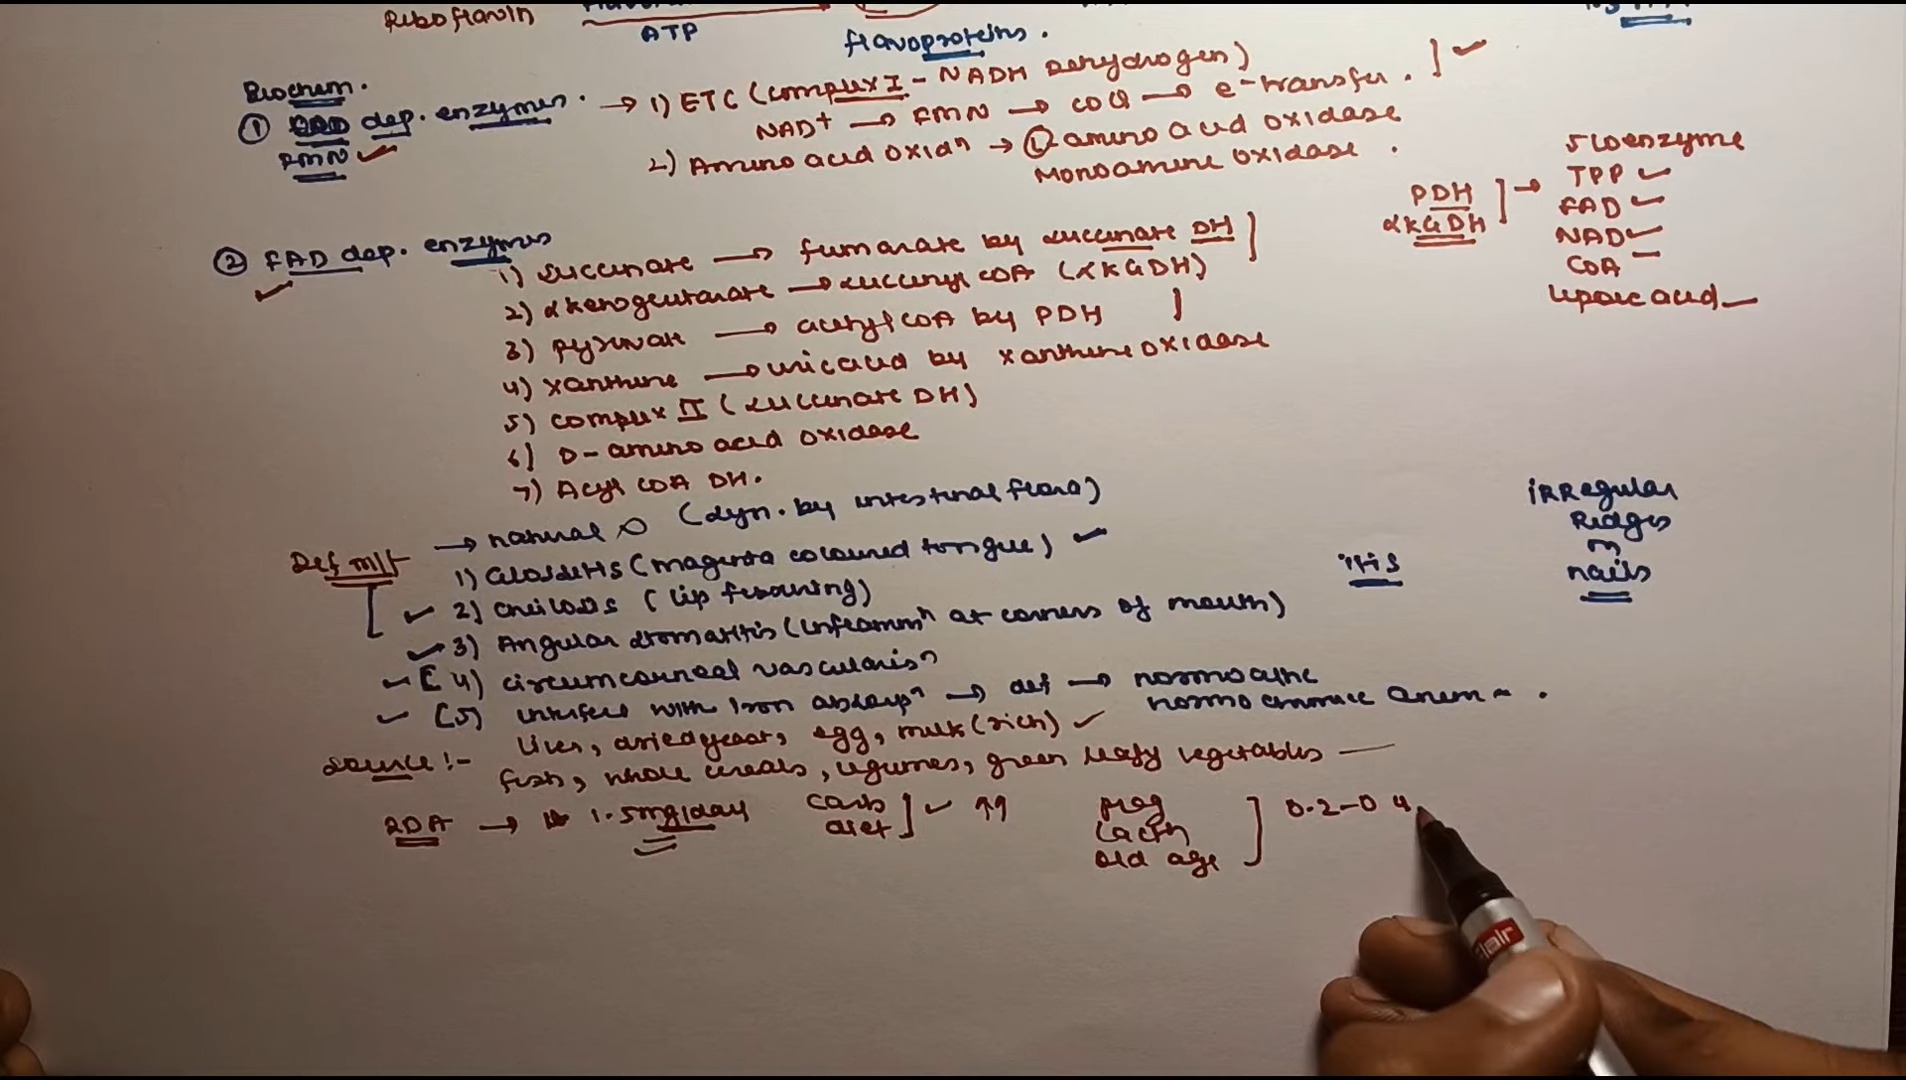 Riboflavin
ATP
flavoproteins.
Biochem.
① dep. enzymes. → 1) ETC (complex I - NADH Dehydrogen) ] ✓
FMN ✓
NAD+ → FMN → CoQ → e- transfer.
2) Amino acid oxidn → L-amino acid oxidase
Monoamine oxidase.
② FAD dep. enzymes
✓
1) succinate → fumarate by succinate DH ]
2) αketoglutarate → succinyl CoA (αKGDH)
3) pyruvate → acetyl CoA by PDH ]
4) xanthine → uric acid by xanthine oxidase
5) complex II (succinate DH)
6) D-amino acid oxidase
7) Acyl CoA DH.
PDH
αKGDH ] →
5 coenzyme
TPP ✓
FAD ✓
NAD ✓
CoA –
Lipoic acid –
Def m/f → natural (syn. by intestinal flora)
1) Glossitis (magenta coloured tongue) ✓
✓ 2) cheilosis (lip fissuring)
✓ 3) Angular stomatitis (inflammn at corners of mouth)
✓ [ 4) circumcorneal vascularisn
✓ [5) interfere with Iron absorpn → def → normocytic
normochromic anem ~ .
itis
iRRegular
Ridges
on
nails
source :- liver, dried yeast, egg, milk (rich) ✓
fish, whole cereals, legumes, green leafy vegetables —
RDA → 1.5mg/day
carb
diet ] ✓ ↑↑
preg
lactn
old age ] 0.2-0.4
flair